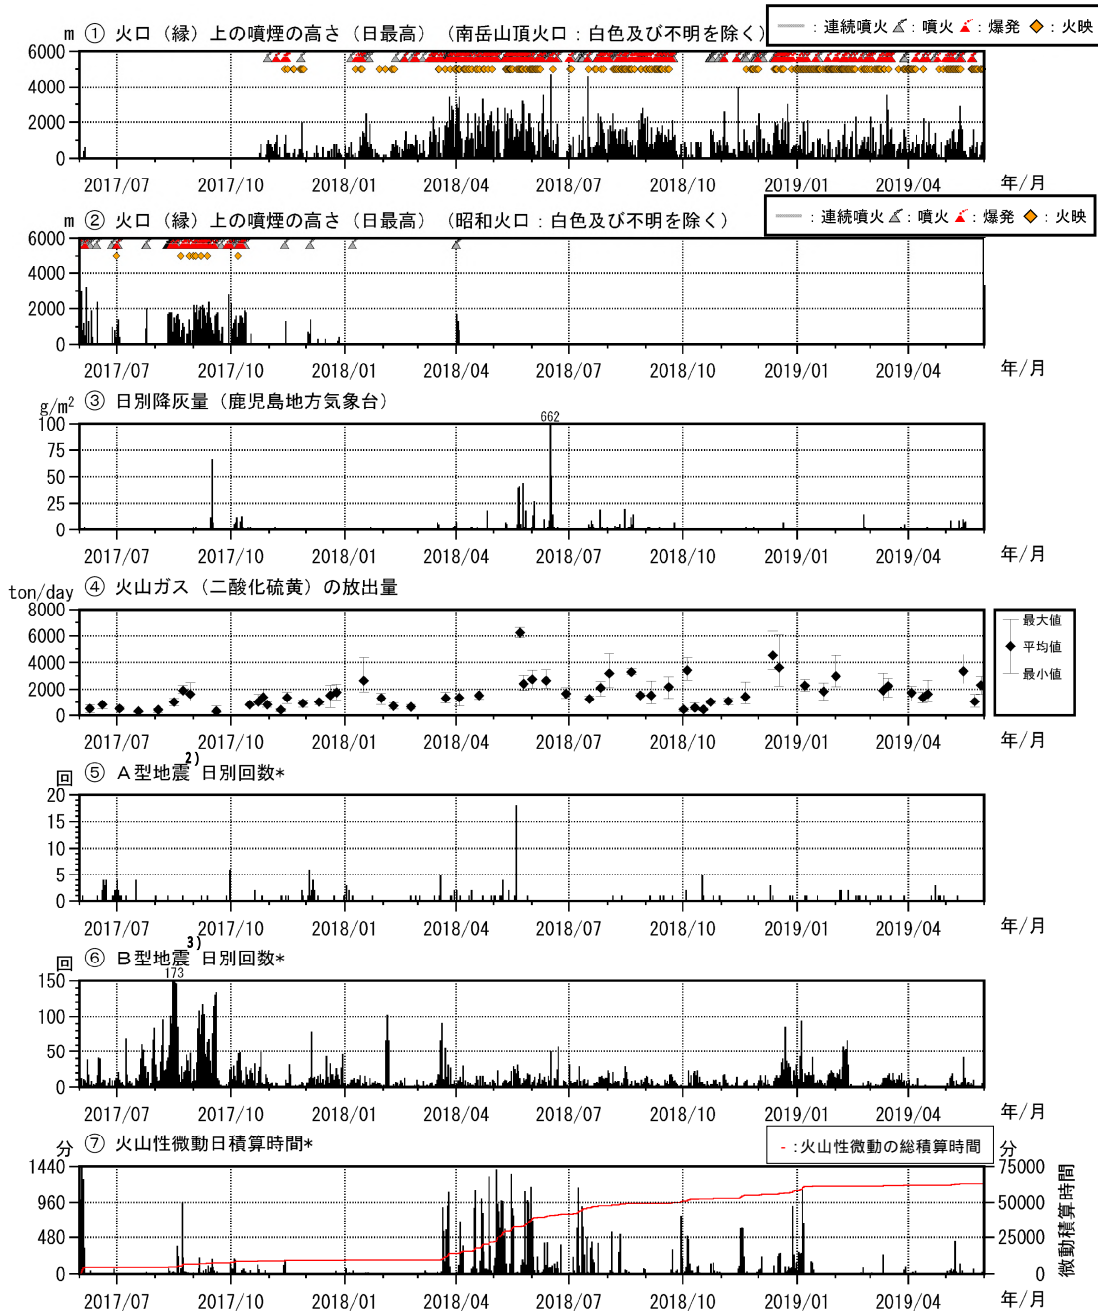 m ① 火口（縁）上の噴煙の高さ（日最高）（南岳山頂火口：白色及び不明を除く）
：連続噴火 ：噴火 ：爆発 ：火映
6000
4000
2000
0
2017/07 2017/10 2018/01 2018/04 2018/07 2018/10 2019/01 2019/04 年/月
m ② 火口（縁）上の噴煙の高さ（日最高）（昭和火口：白色及び不明を除く）
：連続噴火 ：噴火 ：爆発 ：火映
6000
4000
2000
0
2017/07 2017/10 2018/01 2018/04 2018/07 2018/10 2019/01 2019/04 年/月
g/m² ③ 日別降灰量（鹿児島地方気象台）
662
100
75
50
25
0
2017/07 2017/10 2018/01 2018/04 2018/07 2018/10 2019/01 2019/04 年/月
ton/day ④ 火山ガス（二酸化硫黄）の放出量
8000
6000
4000
2000
0
最大値
平均値
最小値
2017/07 2017/10 2018/01 2018/04 2018/07 2018/10 2019/01 2019/04 年/月
回 ⑤ A型地震2)日別回数*
20
15
10
5
0
2017/07 2017/10 2018/01 2018/04 2018/07 2018/10 2019/01 2019/04 年/月
回 ⑥ B型地震3)日別回数*
173
150
100
50
0
2017/07 2017/10 2018/01 2018/04 2018/07 2018/10 2019/01 2019/04 年/月
分 ⑦ 火山性微動日積算時間*
-：火山性微動の総積算時間 分
1440
960
480
0
75000
50000
25000
0
微動積算時間
2017/07 2017/10 2018/01 2018/04 2018/07 2018/10 2019/01 2019/04 年/月